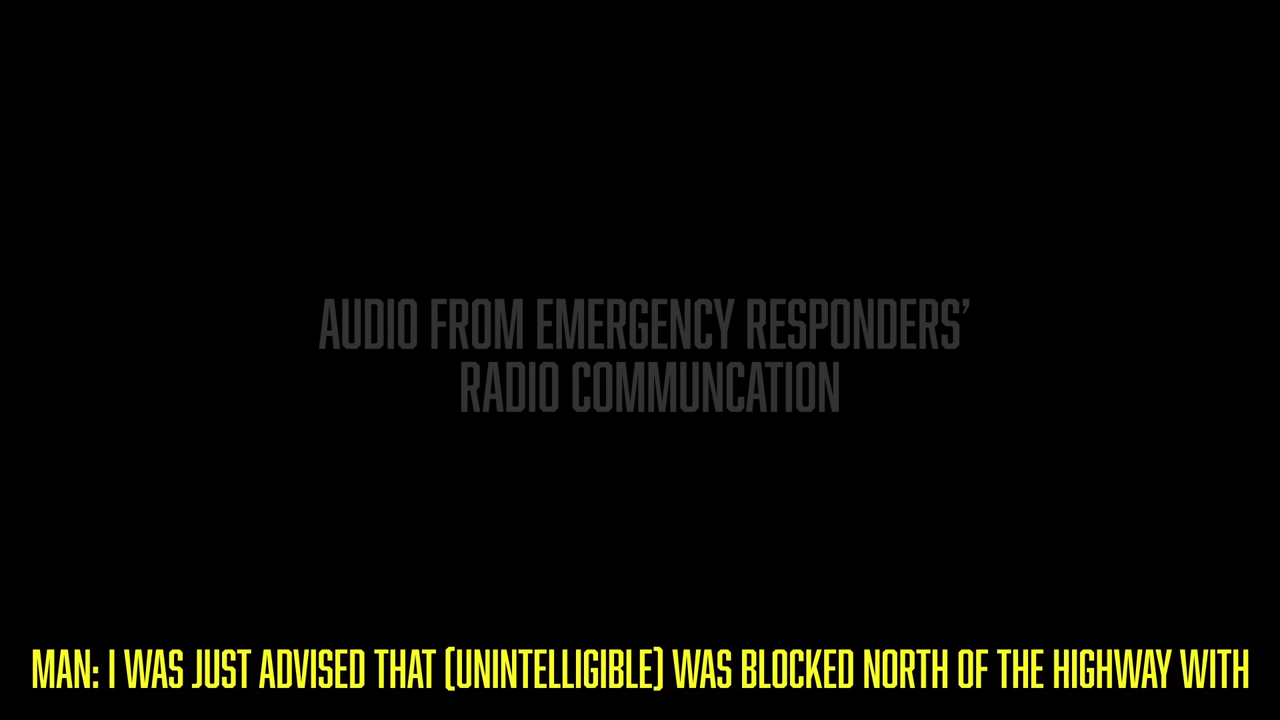 AUDIO FROM EMERGENCY RESPONDERS’
RADIO COMMUNCATION
MAN: I WAS JUST ADVISED THAT (UNINTELLIGIBLE) WAS BLOCKED NORTH OF THE HIGHWAY WITH